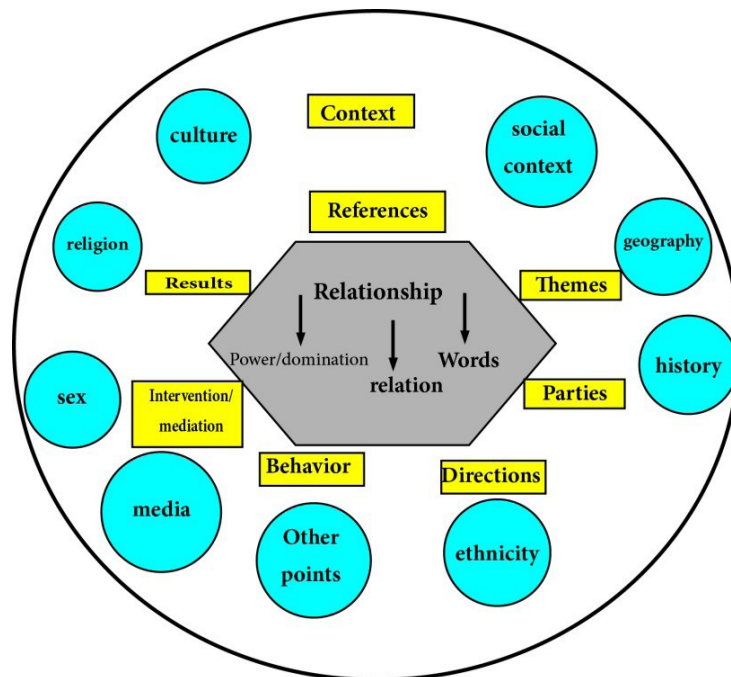 Context
culture
social
context
References
religion
geography
Results
Themes
Relationship
Power/domination
relation
Words
history
sex
Intervention/
mediation
Parties
Behavior
Directions
media
Other
points
ethnicity